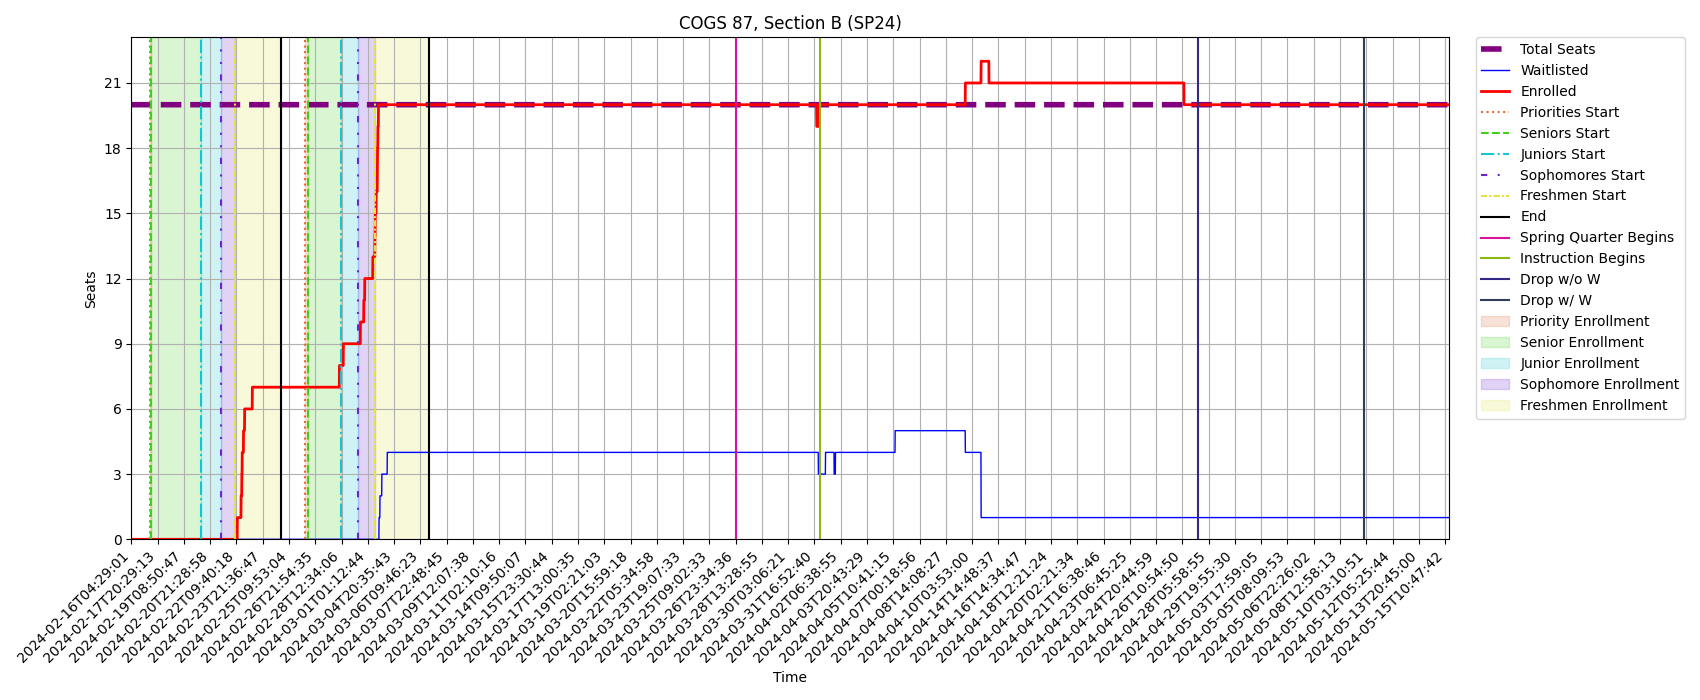 COGS 87, Section B (SP24)
Seats
21
18
15
12
9
6
3
0
2024-02-16T04:29:01
2024-02-17T20:29:13
2024-02-19T08:50:47
2024-02-20T21:28:58
2024-02-22T09:40:18
2024-02-23T21:36:47
2024-02-25T09:53:04
2024-02-26T21:54:35
2024-02-28T12:34:06
2024-03-01T01:12:44
2024-03-04T20:35:43
2024-03-06T09:46:23
2024-03-07T22:48:45
2024-03-11T02:10:16
2024-03-14T09:50:07
2024-03-15T23:30:44
2024-03-17T13:00:35
2024-03-19T02:21:03
2024-03-20T15:59:18
2024-03-22T05:34:58
2024-03-23T19:07:33
2024-03-25T09:02:33
2024-03-26T23:34:36
2024-03-28T13:28:55
2024-03-30T03:06:21
2024-03-31T16:52:40
2024-04-02T06:38:55
2024-04-03T20:43:29
2024-04-05T10:41:15
2024-04-07T00:18:56
2024-04-08T14:08:27
2024-04-10T03:53:00
2024-04-14T14:48:37
2024-04-16T14:34:47
2024-04-18T12:21:24
2024-04-20T02:21:34
2024-04-21T16:38:46
2024-04-23T06:45:25
2024-04-24T20:44:59
2024-04-26T10:54:50
2024-04-28T05:58:55
2024-04-29T19:55:30
2024-05-03T17:59:05
2024-05-05T08:09:53
2024-05-06T22:26:02
2024-05-08T12:58:13
2024-05-10T03:10:51
2024-05-12T05:25:44
2024-05-13T20:45:00
2024-05-15T10:47:42
Time
Total Seats
Waitlisted
Enrolled
Priorities Start
Seniors Start
Juniors Start
Sophomores Start
Freshmen Start
End
Spring Quarter Begins
Instruction Begins
Drop w/o W
Drop w/ W
Priority Enrollment
Senior Enrollment
Junior Enrollment
Sophomore Enrollment
Freshmen Enrollment